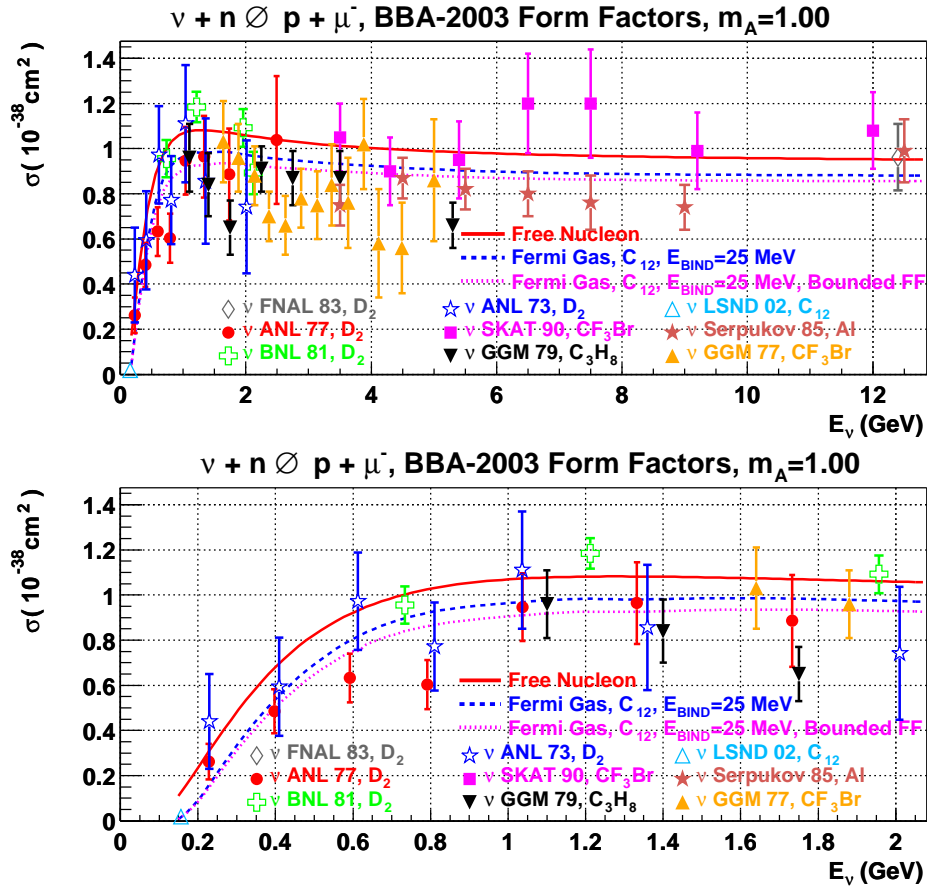 ν + n ∅ p + μ⁻, BBA-2003 Form Factors, m_A=1.00
σ( 10⁻³⁸cm²)
1.4
1.2
1
0.8
0.6
0.4
0.2
0
Free Nucleon
Fermi Gas, C₁₂, E_BIND=25 MeV
Fermi Gas, C₁₂, E_BIND=25 MeV, Bounded FF
ν FNAL 83, D₂
ν ANL 73, D₂
ν LSND 02, C₁₂
ν ANL 77, D₂
ν SKAT 90, CF₃Br
ν Serpukov 85, Al
ν BNL 81, D₂
ν GGM 79, C₃H₈
ν GGM 77, CF₃Br
0 2 4 6 8 10 12
E_ν (GeV)
ν + n ∅ p + μ⁻, BBA-2003 Form Factors, m_A=1.00
σ( 10⁻³⁸cm²)
1.4
1.2
1
0.8
0.6
0.4
0.2
0
Free Nucleon
Fermi Gas, C₁₂, E_BIND=25 MeV
Fermi Gas, C₁₂, E_BIND=25 MeV, Bounded FF
ν FNAL 83, D₂
ν ANL 73, D₂
ν LSND 02, C₁₂
ν ANL 77, D₂
ν SKAT 90, CF₃Br
ν Serpukov 85, Al
ν BNL 81, D₂
ν GGM 79, C₃H₈
ν GGM 77, CF₃Br
0 0.2 0.4 0.6 0.8 1 1.2 1.4 1.6 1.8 2
E_ν (GeV)